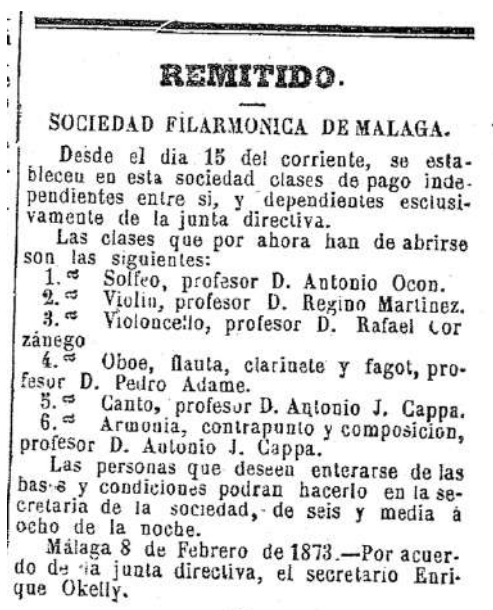 REMITIDO.
SOCIEDAD FILARMONICA DE MALAGA.
Desde el dia 15 del corriente, se esta-
blecen en esta sociedad clases de pago inde-
pendientes entre si, y dependientes esclusi-
vamente de la junta directiva.
Las clases que por ahora han de abrirse
son las siguientes:
1.ª Solfeo, profesor D. Antonio Ocon.
2.ª Violin, profesor D. Regino Martinez.
3.ª Violoncello, profesor D. Rafael Cor
zánego
4.ª Oboe, flauta, clarinete y fagot, pro-
fesor D. Pedro Adame.
5.ª Canto, profesor D. Antonio J. Cappa.
6.ª Armonia, contrapunto y composicion,
profesor D. Antonio J. Cappa.
Las personas que deseen enterarse de las
bases y condiciones podran hacerlo en la se-
cretaria de la sociedad, de seis y media á
ocho de la noche.
Málaga 8 de Febrero de 1873.—Por acuer-
do de la junta directiva, el secretario Enri-
que Okelly.